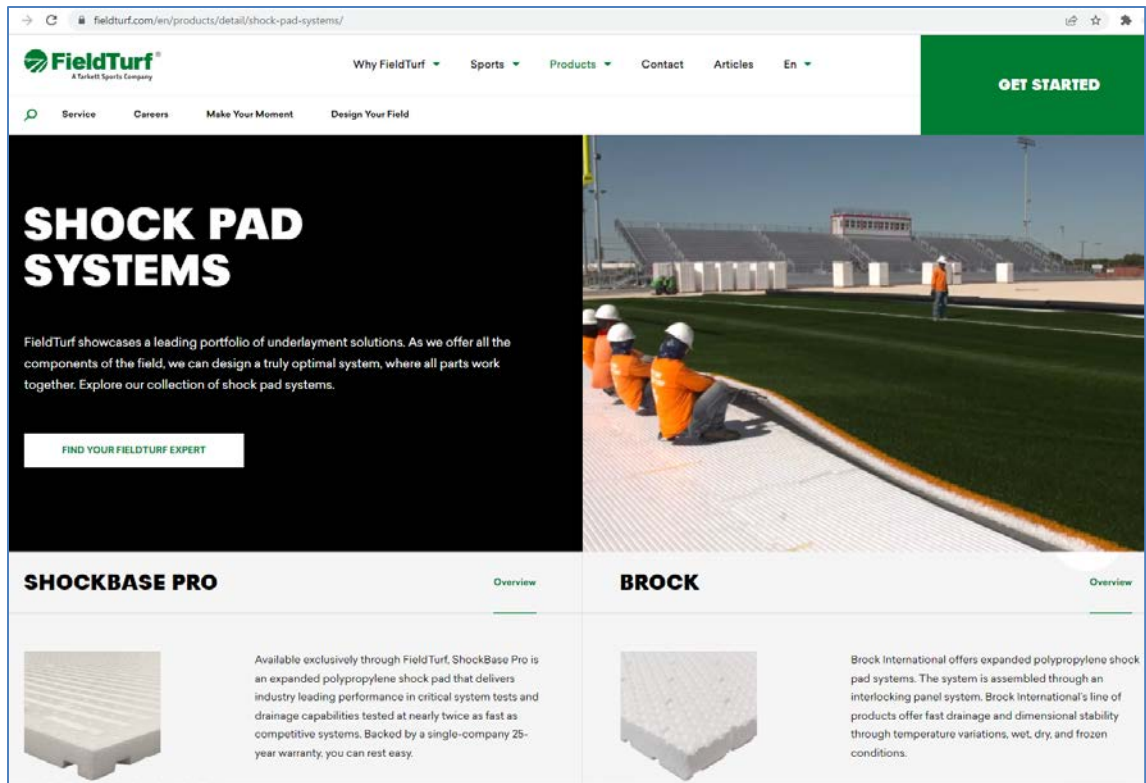 fieldturf.com/en/products/detail/shock-pad-systems/
FieldTurf®
A Tarkett Sports Company
Why FieldTurf
Sports
Products
Contact
Articles
En
GET STARTED
Service
Careers
Make Your Moment
Design Your Field
SHOCK PAD
SYSTEMS
FieldTurf showcases a leading portfolio of underlayment solutions. As we offer all the
components of the field, we can design a truly optimal system, where all parts work
together. Explore our collection of shock pad systems.
FIND YOUR FIELDTURF EXPERT
SHOCKBASE PRO
Overview
Available exclusively through FieldTurf, ShockBase Pro is
an expanded polypropylene shock pad that delivers
industry leading performance in critical system tests and
drainage capabilities tested at nearly twice as fast as
competitive systems. Backed by a single-company 25-
year warranty, you can rest easy.
BROCK
Overview
Brock International offers expanded polypropylene shock
pad systems. The system is assembled through an
interlocking panel system. Brock International's line of
products offer fast drainage and dimensional stability
through temperature variations, wet, dry, and frozen
conditions.